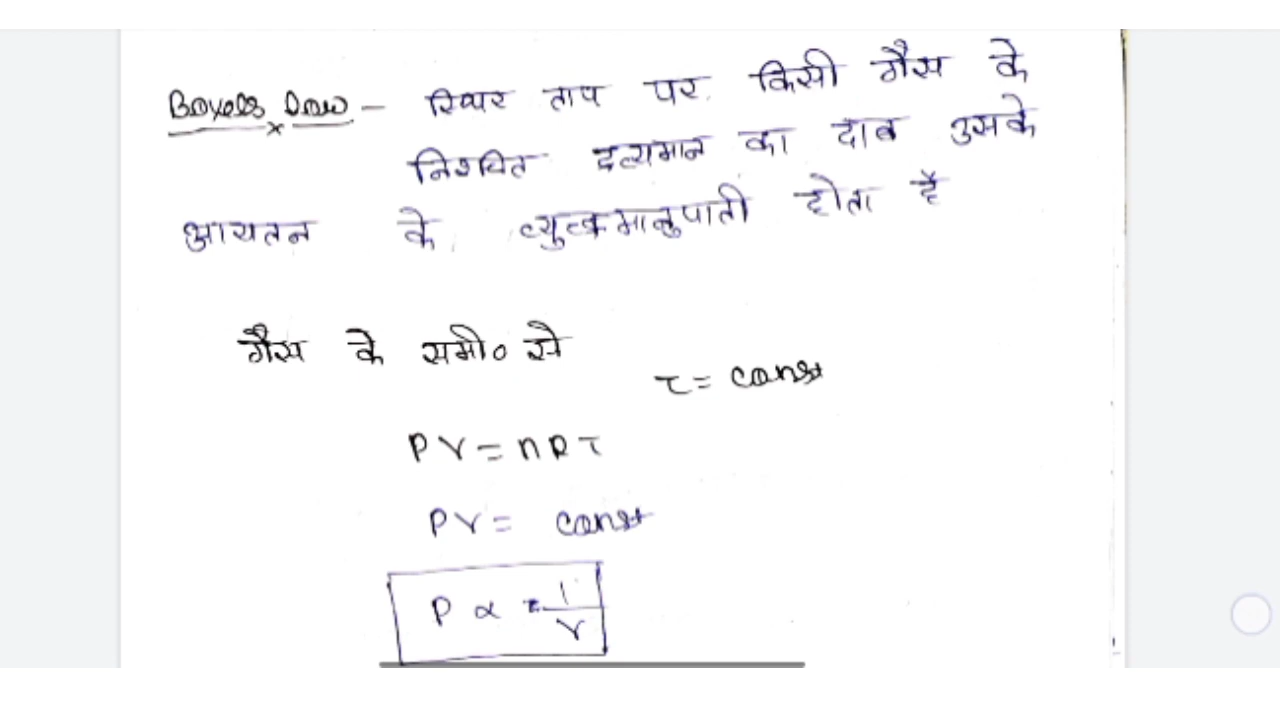 Boyels Law – स्थिर ताप पर किसी गैस के
निश्चित द्रव्यमान का दाब उसके
आयतन के व्युत्क्रमानुपाती होता है
गैस के समी० से
T = const
PV = nRT
PV = const
P ∝ 1/V